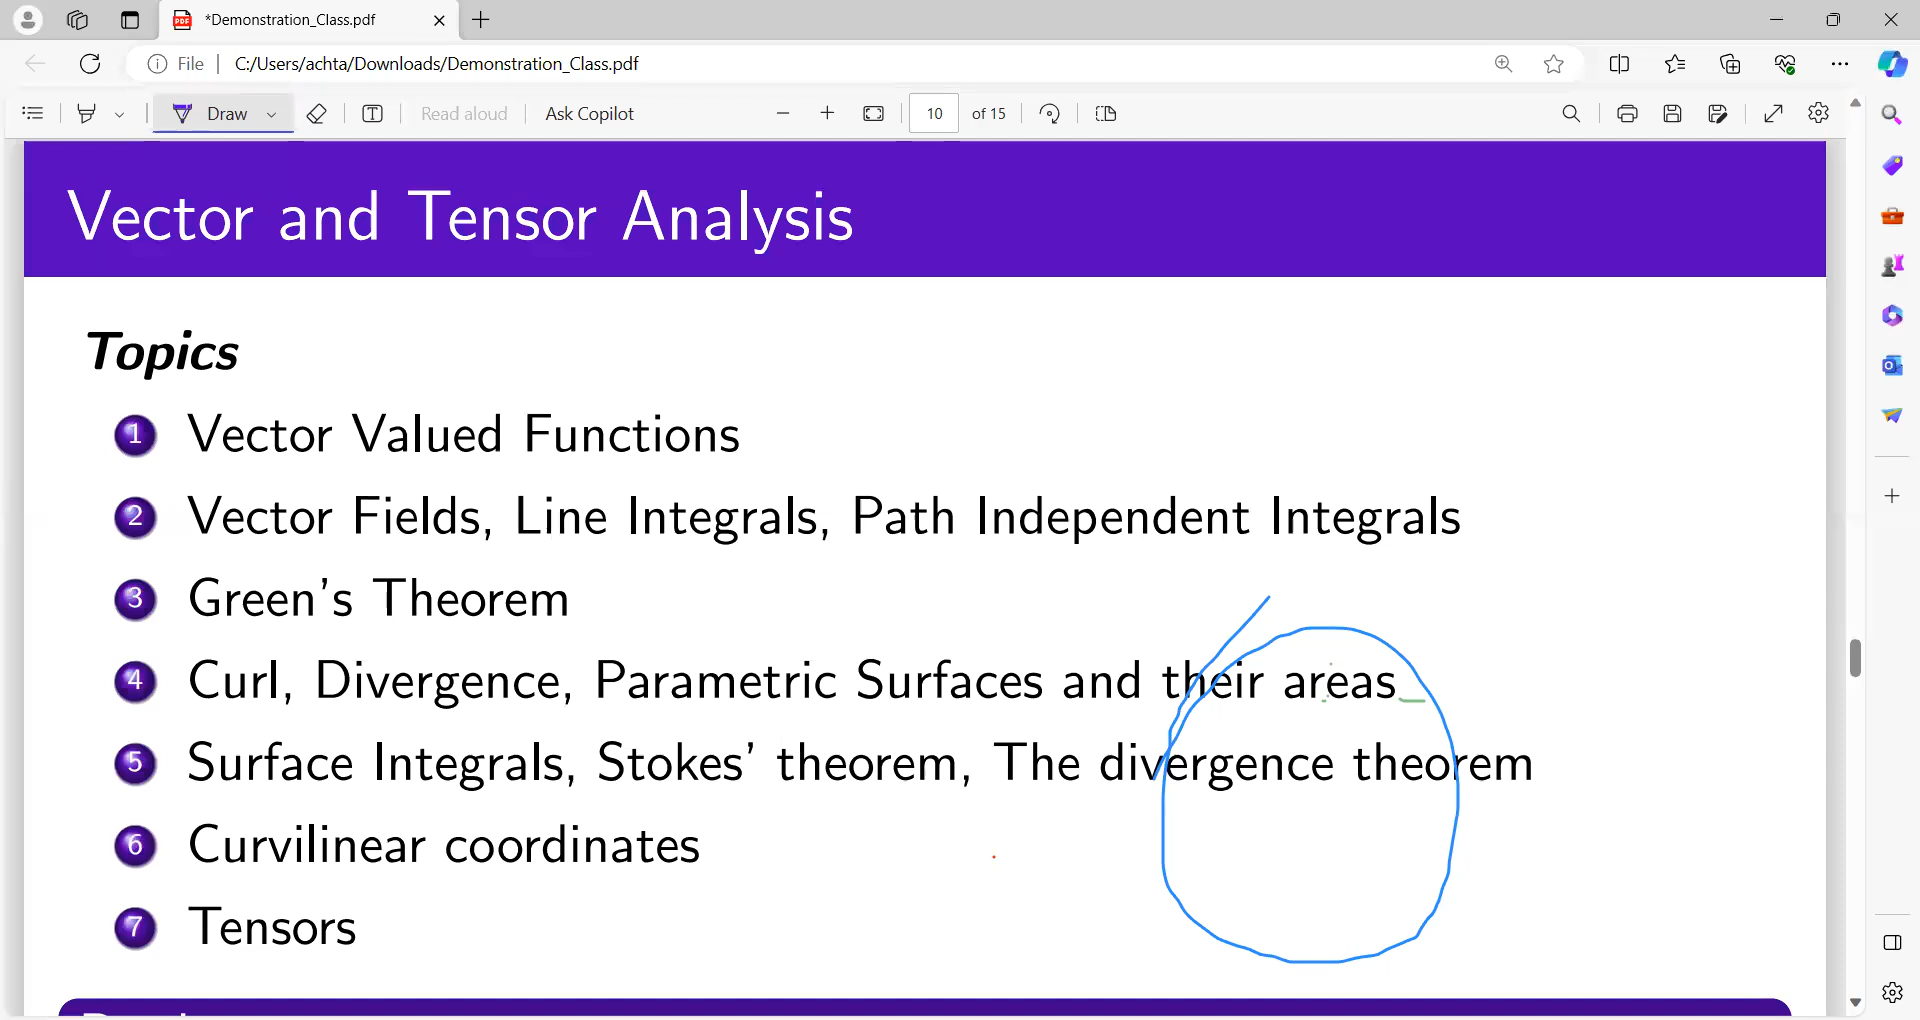 *Demonstration_Class.pdf
File | C:/Users/achta/Downloads/Demonstration_Class.pdf
Draw Read aloud Ask Copilot 10 of 15
Vector and Tensor Analysis
Topics
1 Vector Valued Functions
2 Vector Fields, Line Integrals, Path Independent Integrals
3 Green's Theorem
4 Curl, Divergence, Parametric Surfaces and their areas
5 Surface Integrals, Stokes' theorem, The divergence theorem
6 Curvilinear coordinates
7 Tensors